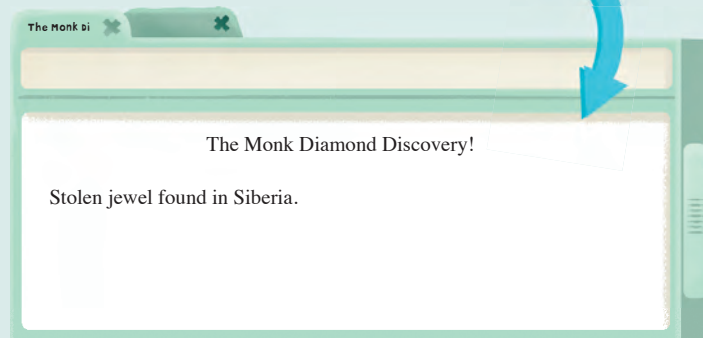 The Monk Di
The Monk Diamond Discovery!
Stolen jewel found in Siberia.